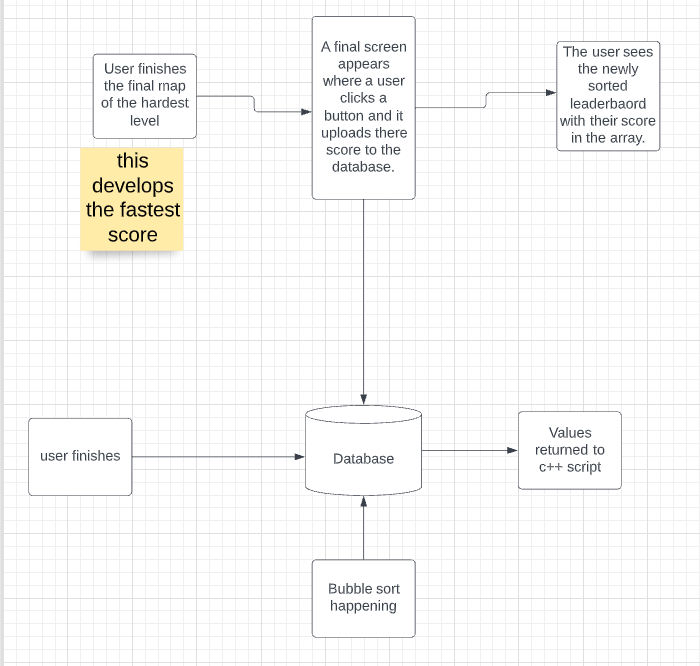 User finishes
the final map
of the hardest
level
this
develops
the fastest
score
A final screen
appears
where a user
clicks a
button and it
uploads there
score to the
database.
The user sees
the newly
sorted
leaderbaord
with their score
in the array.
user finishes
Database
Values
returned to
c++ script
Bubble sort
happening